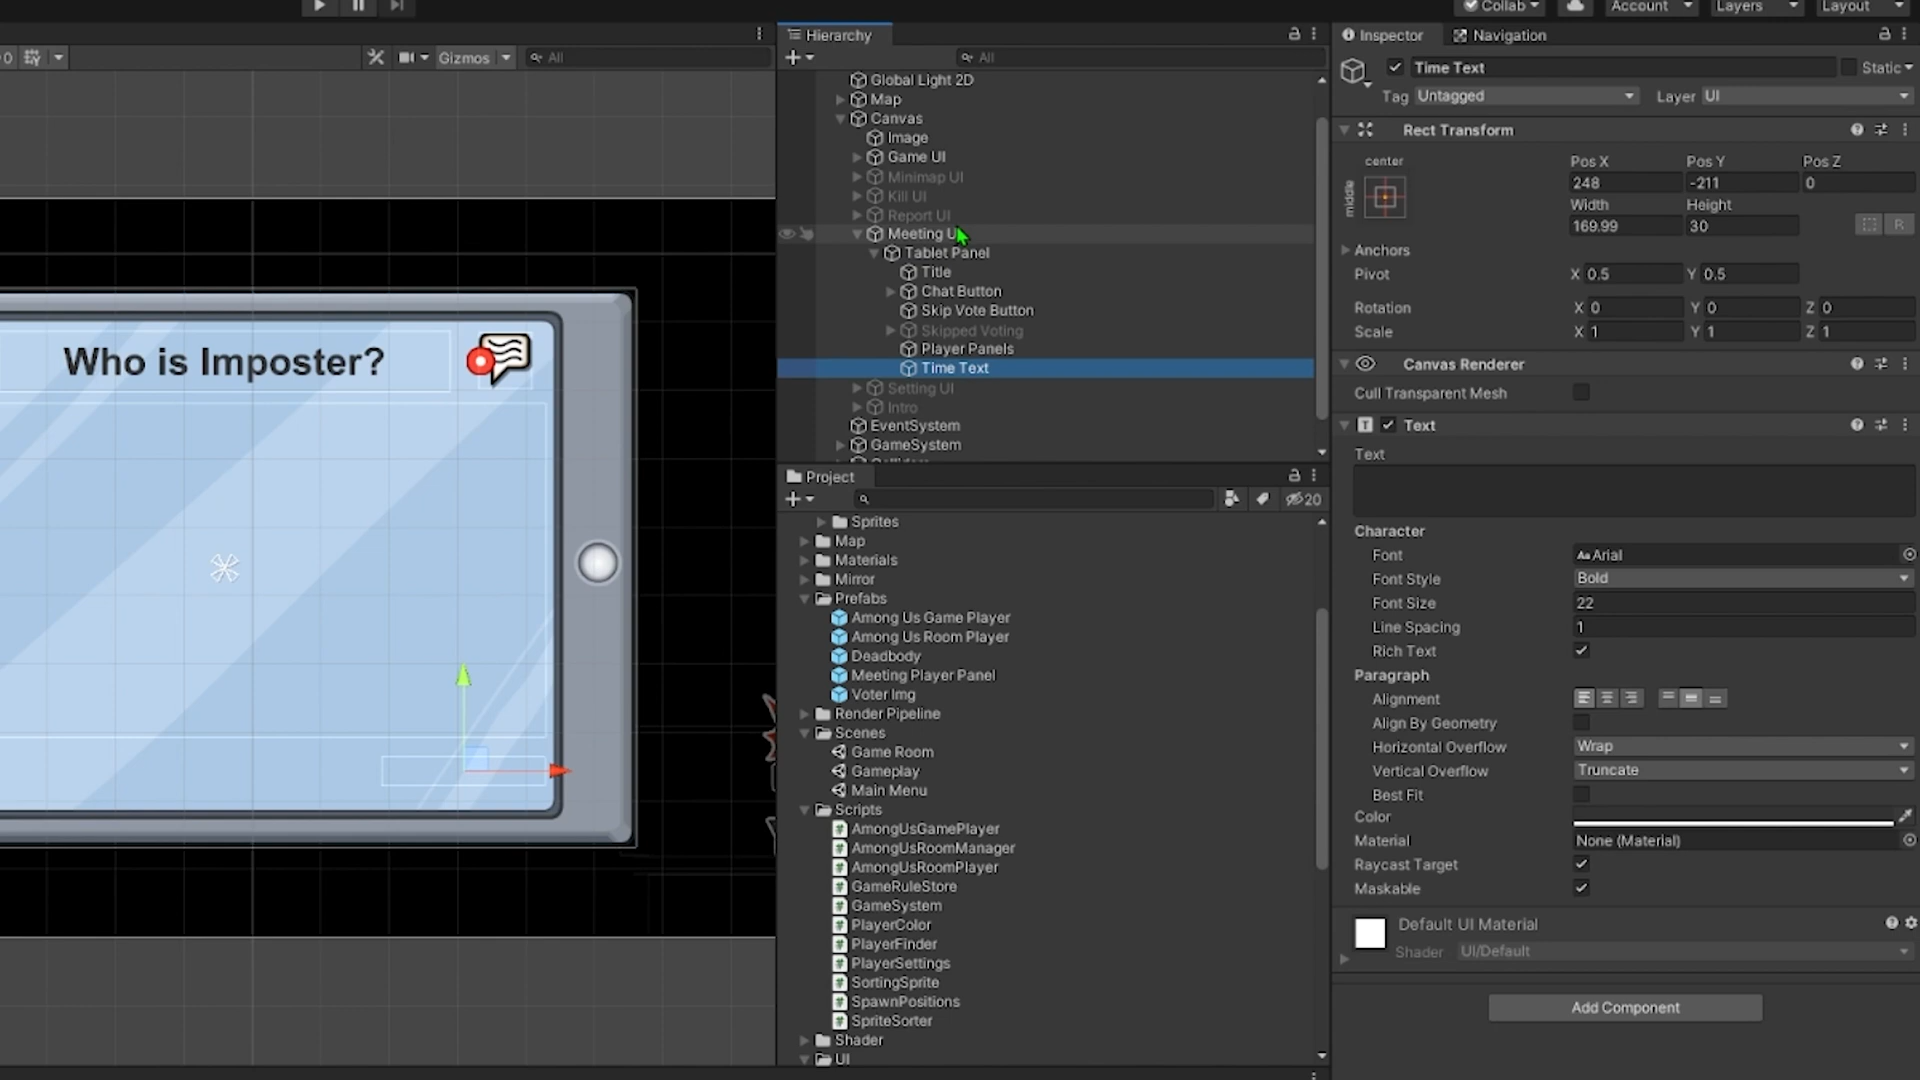 Collab
Account
Layers
Layout
0
Gizmos
All
Who is Imposter?
Hierarchy
All
Global Light 2D
Map
Canvas
Image
Game UI
Minimap UI
Kill UI
Report UI
Meeting U
Tablet Panel
Title
Chat Button
Skip Vote Button
Skipped Voting
Player Panels
Time Text
Setting UI
Intro
EventSystem
GameSystem
Project
20
Sprites
Map
Materials
Mirror
Prefabs
Among Us Game Player
Among Us Room Player
Deadbody
Meeting Player Panel
Voter Img
Render Pipeline
Scenes
Game Room
Gameplay
Main Menu
Scripts
AmongUsGamePlayer
AmongUsRoomManager
AmongUsRoomPlayer
GameRuleStore
GameSystem
PlayerColor
PlayerFinder
PlayerSettings
SortingSprite
SpawnPositions
SpriteSorter
Shader
UI
Inspector
Navigation
Time Text
Static
Tag Untagged Layer UI
Rect Transform
center
middle
Pos X Pos Y Pos Z
248 -211 0
Width Height
169.99 30
R
Anchors
Pivot X 0.5 Y 0.5
Rotation X 0 Y 0 Z 0
Scale X 1 Y 1 Z 1
Canvas Renderer
Cull Transparent Mesh
T Text
Text
Character
Font Aa Arial
Font Style Bold
Font Size 22
Line Spacing 1
Rich Text
Paragraph
Alignment
Align By Geometry
Horizontal Overflow Wrap
Vertical Overflow Truncate
Best Fit
Color
Material None (Material)
Raycast Target
Maskable
Default UI Material
Shader UI/Default
Add Component